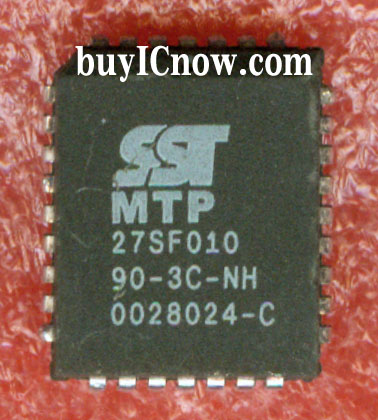 buyICnow.com
SST
MTP
27SF010
90-3C-NH
0028024-C